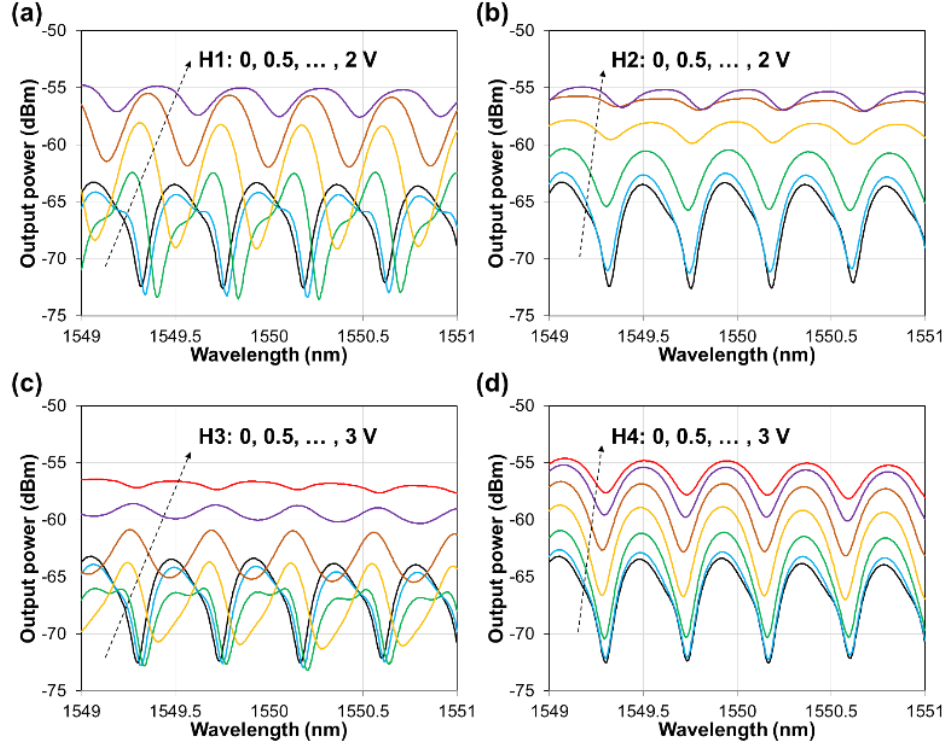 (a)
-50
-55
-60
-65
-70
-75
Output power (dBm)
H1: 0, 0.5, … , 2 V
1549
1549.5
1550
1550.5
1551
Wavelength (nm)
(b)
-50
-55
-60
-65
-70
-75
Output power (dBm)
H2: 0, 0.5, … , 2 V
1549
1549.5
1550
1550.5
1551
Wavelength (nm)
(c)
-50
-55
-60
-65
-70
-75
Output power (dBm)
H3: 0, 0.5, … , 3 V
1549
1549.5
1550
1550.5
1551
Wavelength (nm)
(d)
-50
-55
-60
-65
-70
-75
Output power (dBm)
H4: 0, 0.5, … , 3 V
1549
1549.5
1550
1550.5
1551
Wavelength (nm)